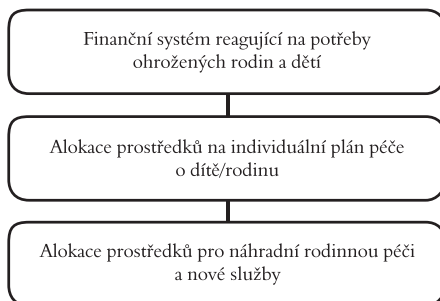 Finanční systém reagující na potřeby
ohrožených rodin a dětí
Alokace prostředků na individuální plán péče
o dítě/rodinu
Alokace prostředků pro náhradní rodinnou péči
a nové služby